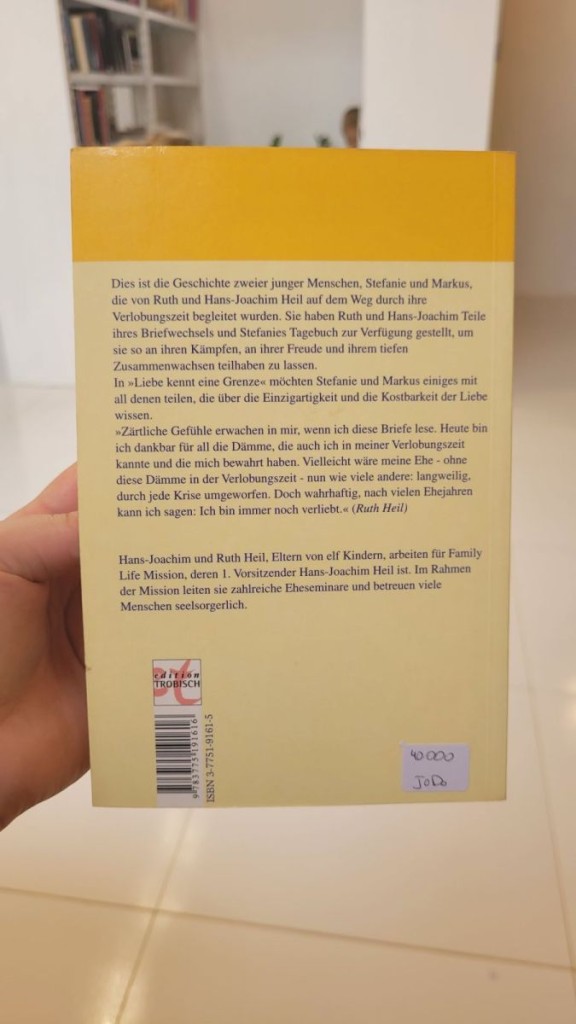 Dies ist die Geschichte zweier junger Menschen, Stefanie und Markus,
die von Ruth und Hans-Joachim Heil auf dem Weg durch ihre
Verlobungszeit begleitet wurden. Sie haben Ruth und Hans-Joachim Teile
ihres Briefwechsels und Stefanies Tagebuch zur Verfügung gestellt, um
sie so an ihren Kämpfen, an ihrer Freude und ihrem tiefen
Zusammenwachsen teilhaben zu lassen.
In »Liebe kennt eine Grenze« möchten Stefanie und Markus einiges mit
all denen teilen, die über die Einzigartigkeit und die Kostbarkeit der Liebe
wissen.
»Zärtliche Gefühle erwachen in mir, wenn ich diese Briefe lese. Heute bin
ich dankbar für all die Dämme, die auch ich in meiner Verlobungszeit
kannte und die mich bewahrt haben. Vielleicht wäre meine Ehe - ohne
diese Dämme in der Verlobungszeit - nun wie viele andere: langweilig,
durch jede Krise umgeworfen. Doch wahrhaftig, nach vielen Ehejahren
kann ich sagen: Ich bin immer noch verliebt.« (Ruth Heil)
Hans-Joachim und Ruth Heil, Eltern von elf Kindern, arbeiten für Family
Life Mission, deren 1. Vorsitzender Hans-Joachim Heil ist. Im Rahmen
der Mission leiten sie zahlreiche Eheseminare und betreuen viele
Menschen seelsorgerlich.
edition
TROBISCH
9 783775 191616
ISBN 3-7751-9161-5
40000
JoDo